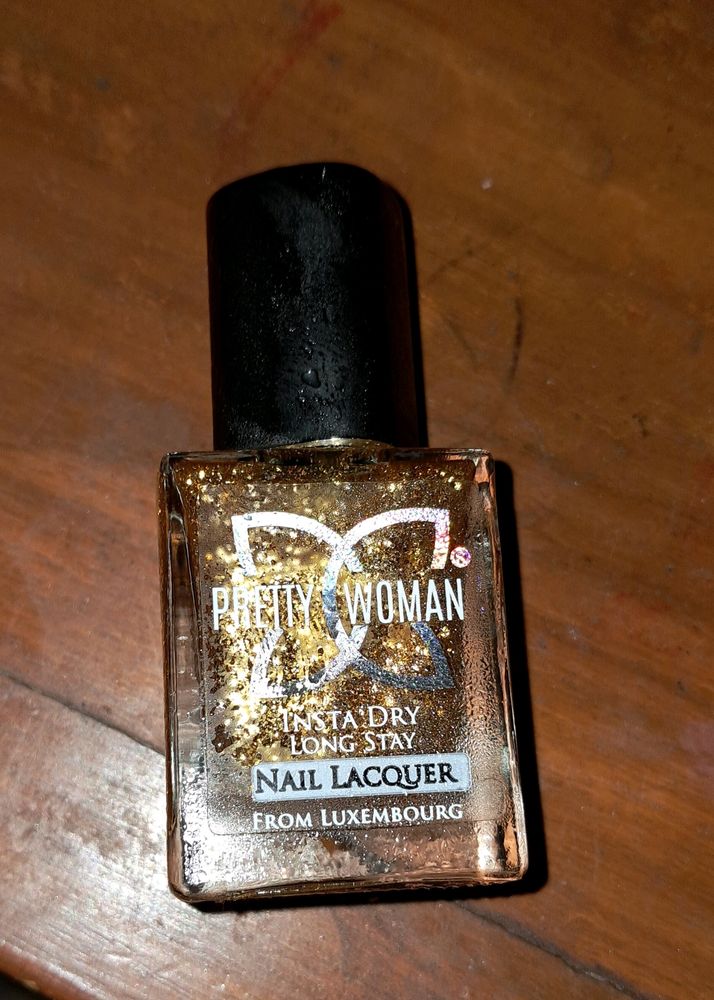 PRETTY WOMAN
INSTA DRY
LONG STAY
NAIL LACQUER
FROM LUXEMBOURG